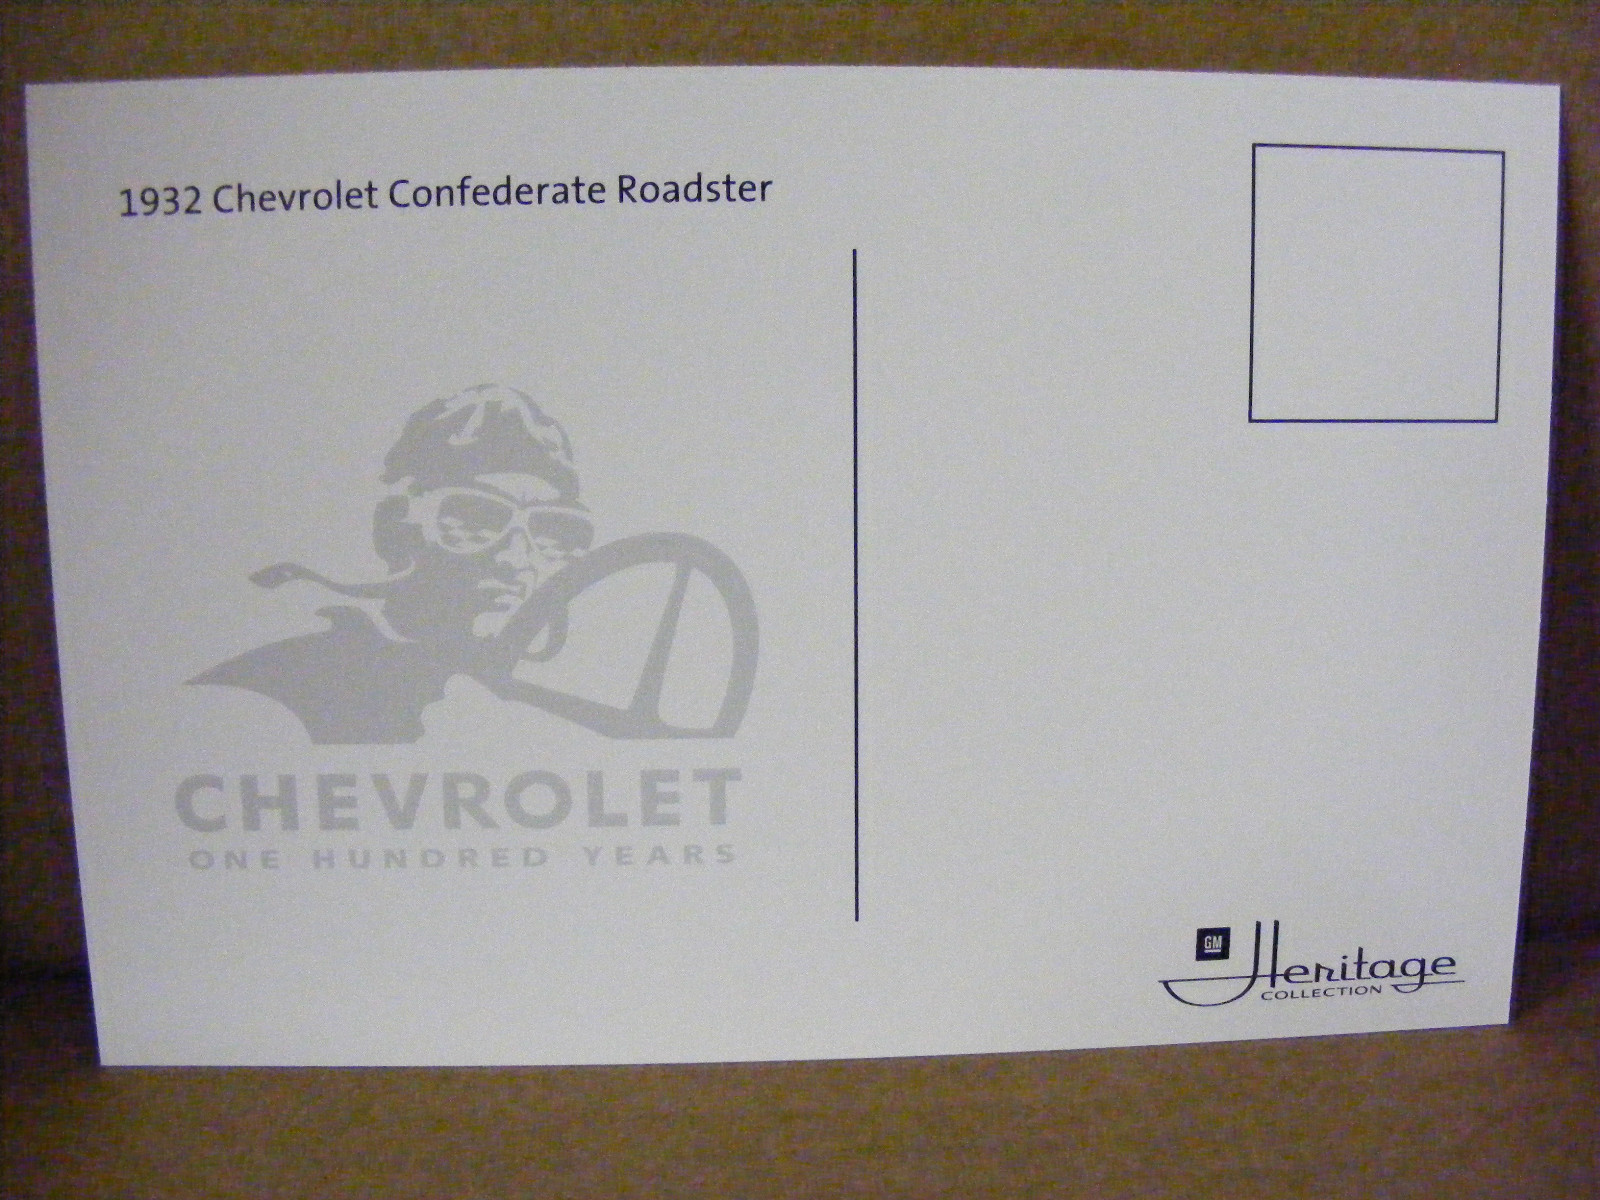 1932 Chevrolet Confederate Roadster
CHEVROLET
ONE HUNDRED YEARS
GM
Heritage
COLLECTION